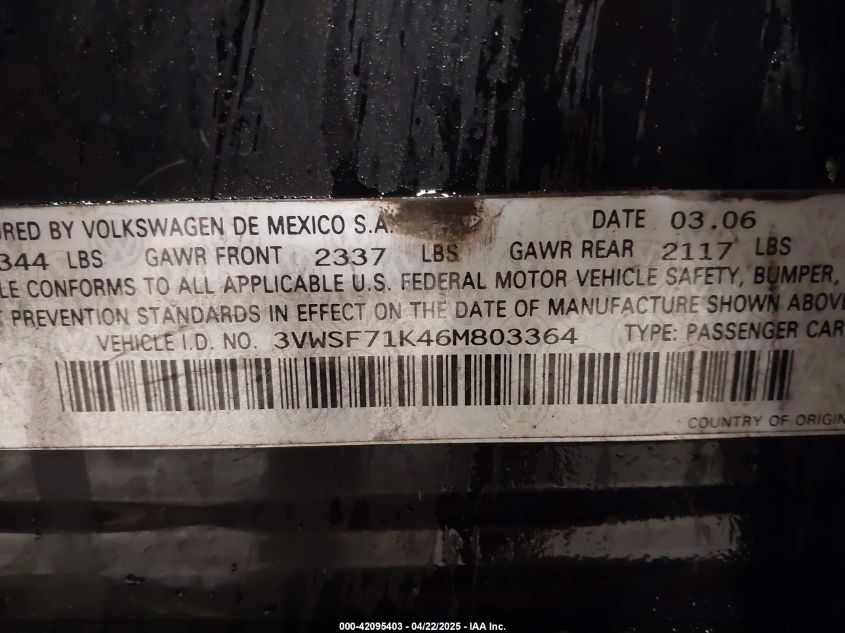 URED BY VOLKSWAGEN DE MEXICO S.A. DATE 03.06
344 LBS GAWR FRONT 2337 LBS GAWR REAR 2117 LBS
LE CONFORMS TO ALL APPLICABLE U.S. FEDERAL MOTOR VEHICLE SAFETY, BUMPER,
T PREVENTION STANDARDS IN EFFECT ON THE DATE OF MANUFACTURE SHOWN ABOVE
VEHICLE I.D. NO. 3VWSF71K46M803364 TYPE: PASSENGER CAR
COUNTRY OF ORIGIN
000-42095403 - 04/22/2025 - IAA Inc.